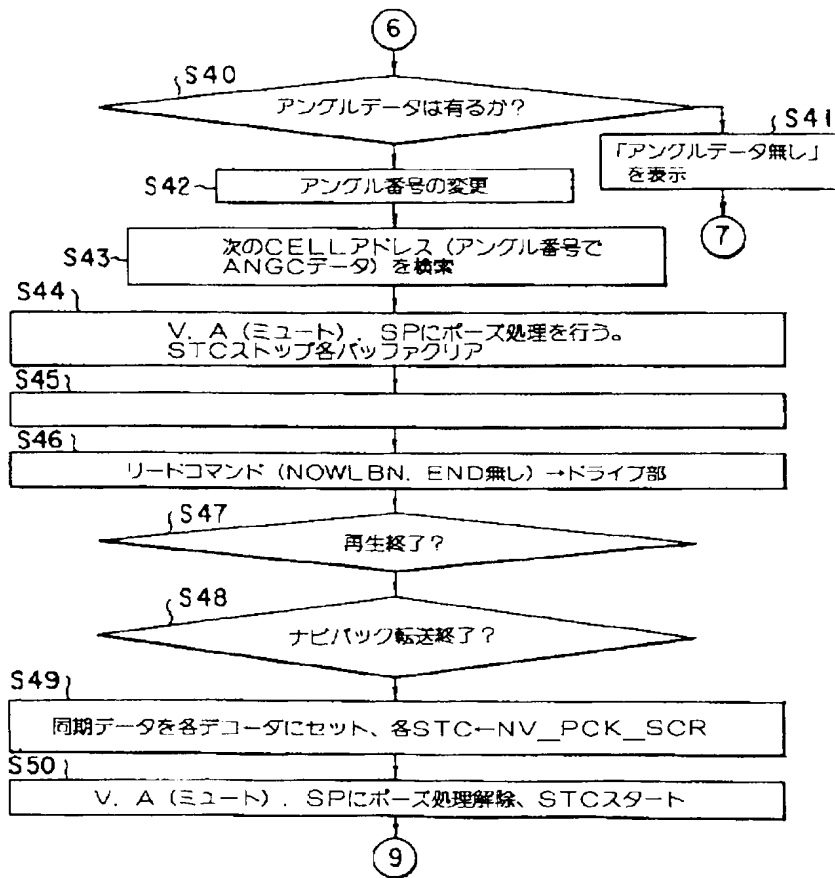 6
S40
アングルデータは有るか?
S41
「アングルデータ無し」
を表示
7
S42
アングル番号の変更
S43
次のCELLアドレス(アングル番号で
ANGCデータ)を検索
S44
V. A(ミュート). SPにポーズ処理を行う。
STCストップ各バッファクリア
S45
S46
リードコマンド(NOWLBN. END無し)→ドライブ部
S47
再生終了?
S48
ナビパック転送終了?
S49
同期データを各デコーダにセット、各STC←NV_PCK_SCR
S50
V. A(ミュート). SPにポーズ処理解除、STCスタート
9